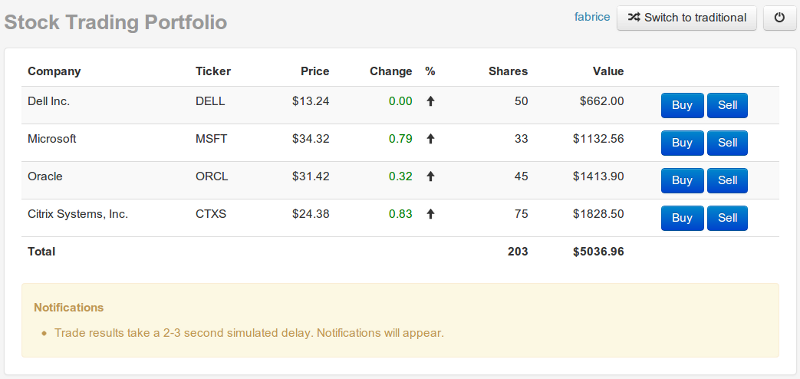 Stock Trading Portfolio fabrice Switch to traditional
Company Ticker Price Change % Shares Value
Dell Inc. DELL $13.24 0.00 50 $662.00 Buy Sell
Microsoft MSFT $34.32 0.79 33 $1132.56 Buy Sell
Oracle ORCL $31.42 0.32 45 $1413.90 Buy Sell
Citrix Systems, Inc. CTXS $24.38 0.83 75 $1828.50 Buy Sell
Total 203 $5036.96
Notifications
• Trade results take a 2-3 second simulated delay. Notifications will appear.